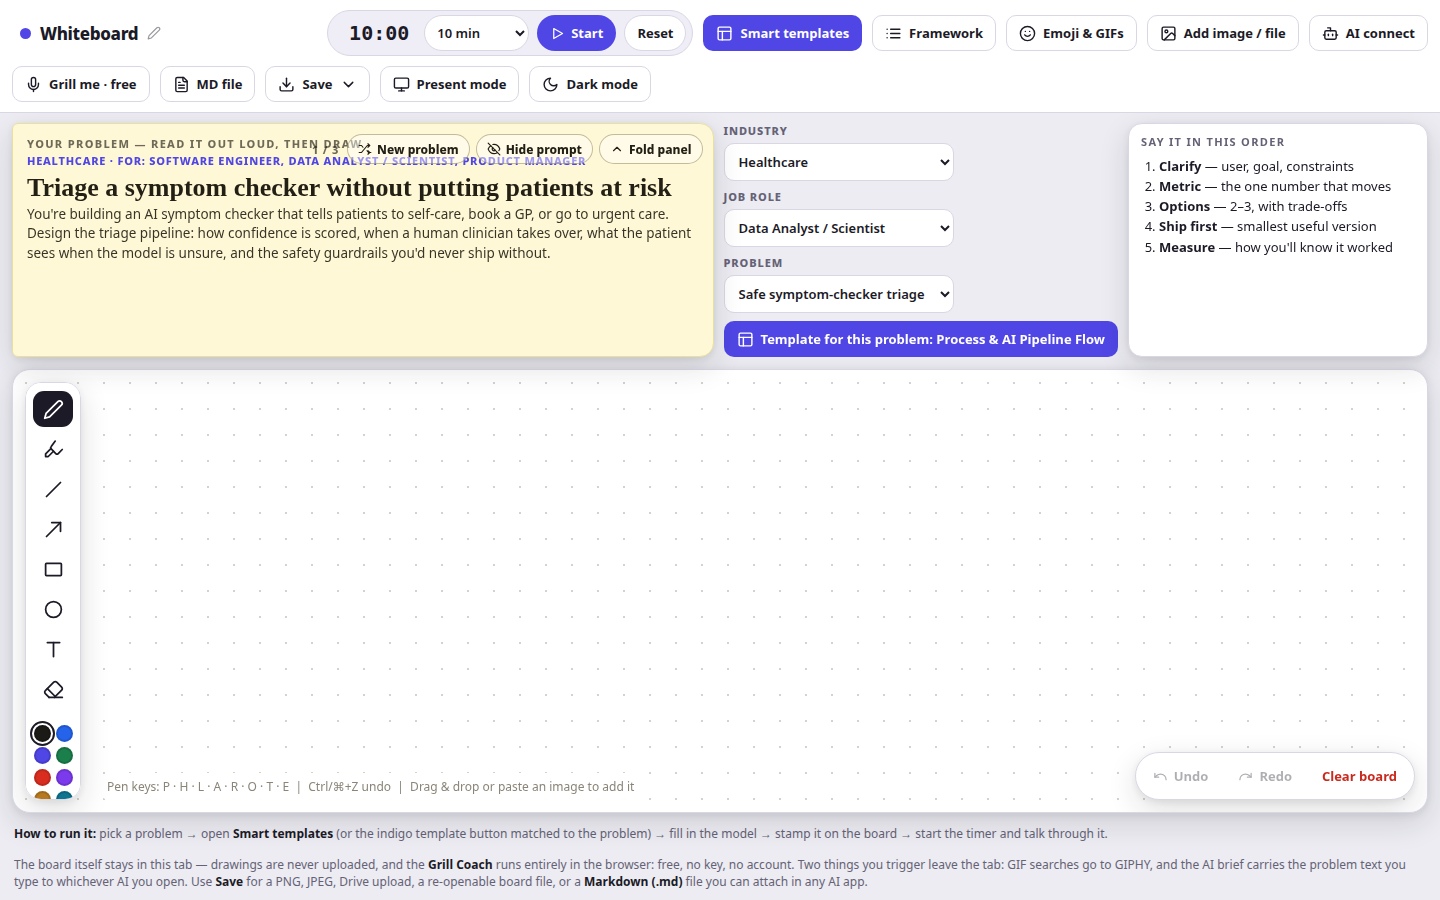 Whiteboard
10:00
10 min
Start
Reset
Smart templates
Framework
Emoji & GIFs
Add image / file
AI connect
Grill me · free
MD file
Save
Present mode
Dark mode
YOUR PROBLEM — READ IT OUT LOUD, THEN DRAW
1 / 3
New problem
Hide prompt
Fold panel
HEALTHCARE · FOR: SOFTWARE ENGINEER, DATA ANALYST / SCIENTIST, PRODUCT MANAGER
Triage a symptom checker without putting patients at risk
You're building an AI symptom checker that tells patients to self-care, book a GP, or go to urgent care.
Design the triage pipeline: how confidence is scored, when a human clinician takes over, what the patient
sees when the model is unsure, and the safety guardrails you'd never ship without.
INDUSTRY
Healthcare
JOB ROLE
Data Analyst / Scientist
PROBLEM
Safe symptom-checker triage
Template for this problem: Process & AI Pipeline Flow
SAY IT IN THIS ORDER
1. Clarify — user, goal, constraints
2. Metric — the one number that moves
3. Options — 2–3, with trade-offs
4. Ship first — smallest useful version
5. Measure — how you'll know it worked
T
Pen keys: P · H · L · A · R · O · T · E | Ctrl/⌘+Z undo | Drag & drop or paste an image to add it
Undo
Redo
Clear board
How to run it: pick a problem → open Smart templates (or the indigo template button matched to the problem) → fill in the model → stamp it on the board → start the timer and talk through it.
The board itself stays in this tab — drawings are never uploaded, and the Grill Coach runs entirely in the browser: free, no key, no account. Two things you trigger leave the tab: GIF searches go to GIPHY, and the AI brief carries the problem text you
type to whichever AI you open. Use Save for a PNG, JPEG, Drive upload, a re-openable board file, or a Markdown (.md) file you can attach in any AI app.